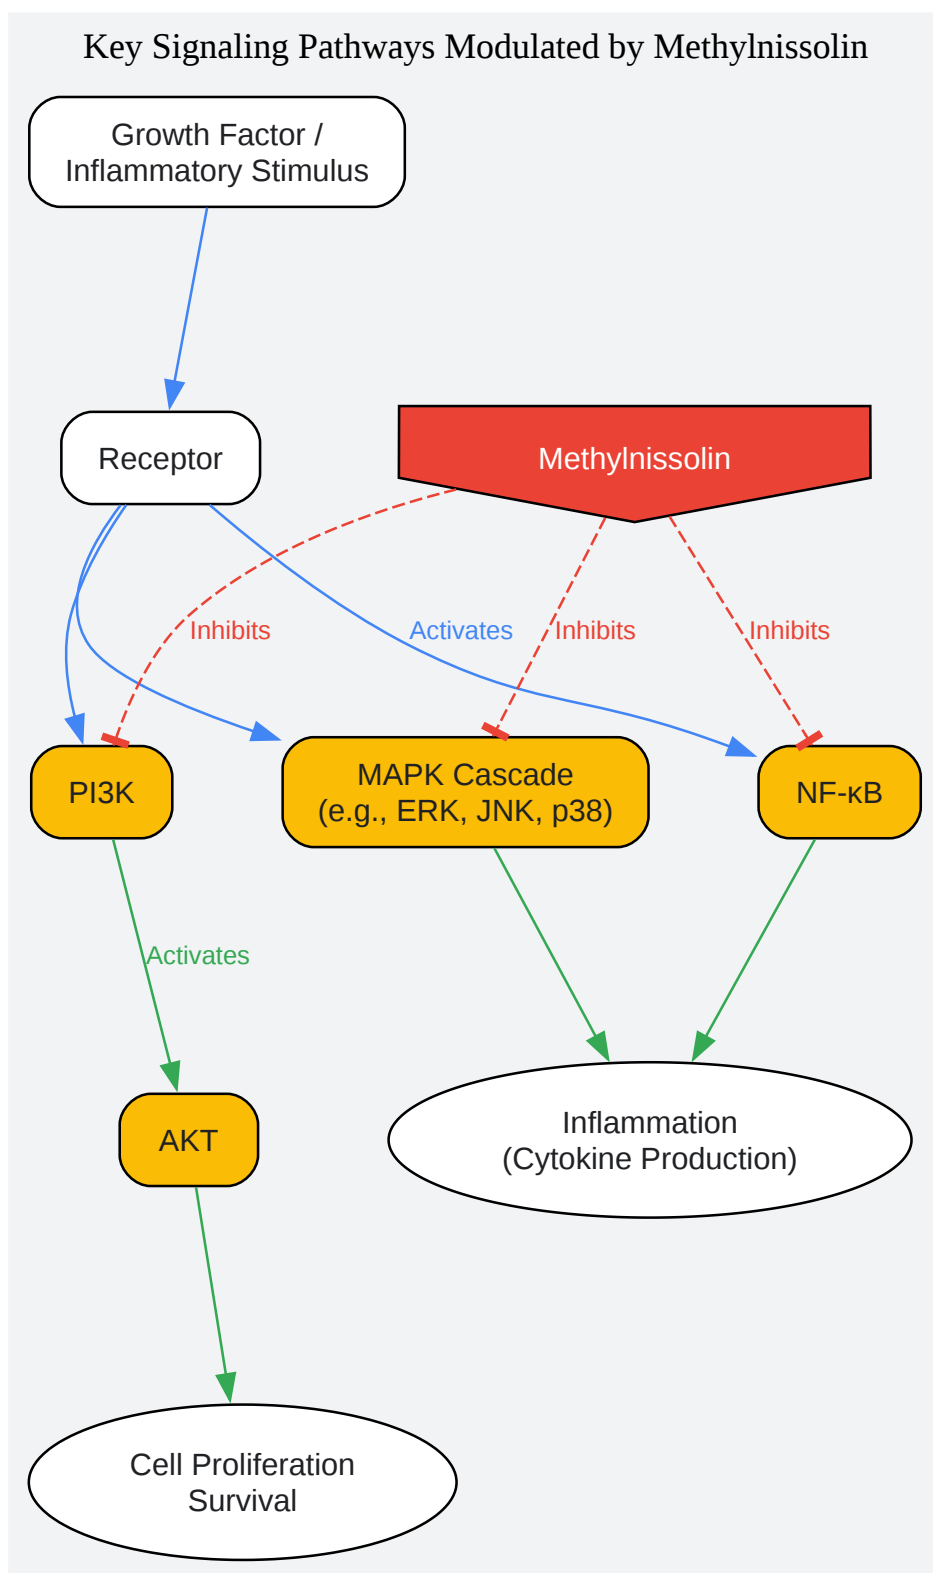 Key Signaling Pathways Modulated by Methylnissolin
Growth Factor /
Inflammatory Stimulus
Receptor
Methylnissolin
Inhibits
Activates
Inhibits
Inhibits
PI3K
MAPK Cascade
(e.g., ERK, JNK, p38)
NF-κB
Activates
AKT
Inflammation
(Cytokine Production)
Cell Proliferation
Survival